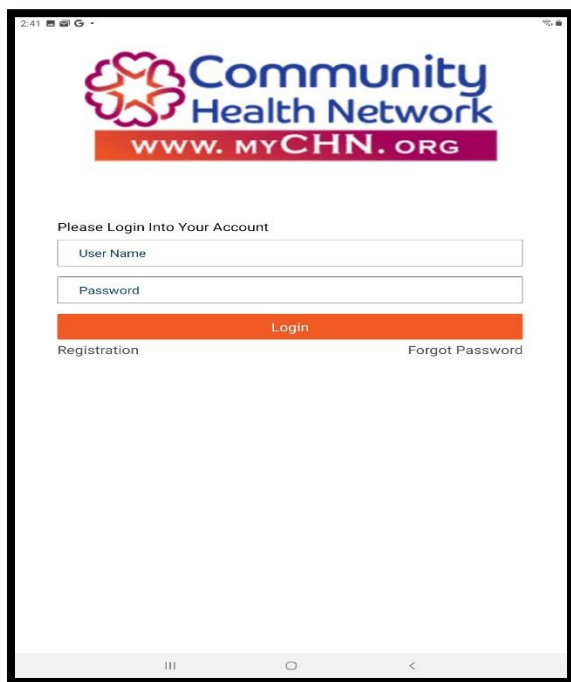 2:41 G
Community
Health Network
www. myCHN. org
Please Login Into Your Account
User Name
Password
Login
Registration Forgot Password